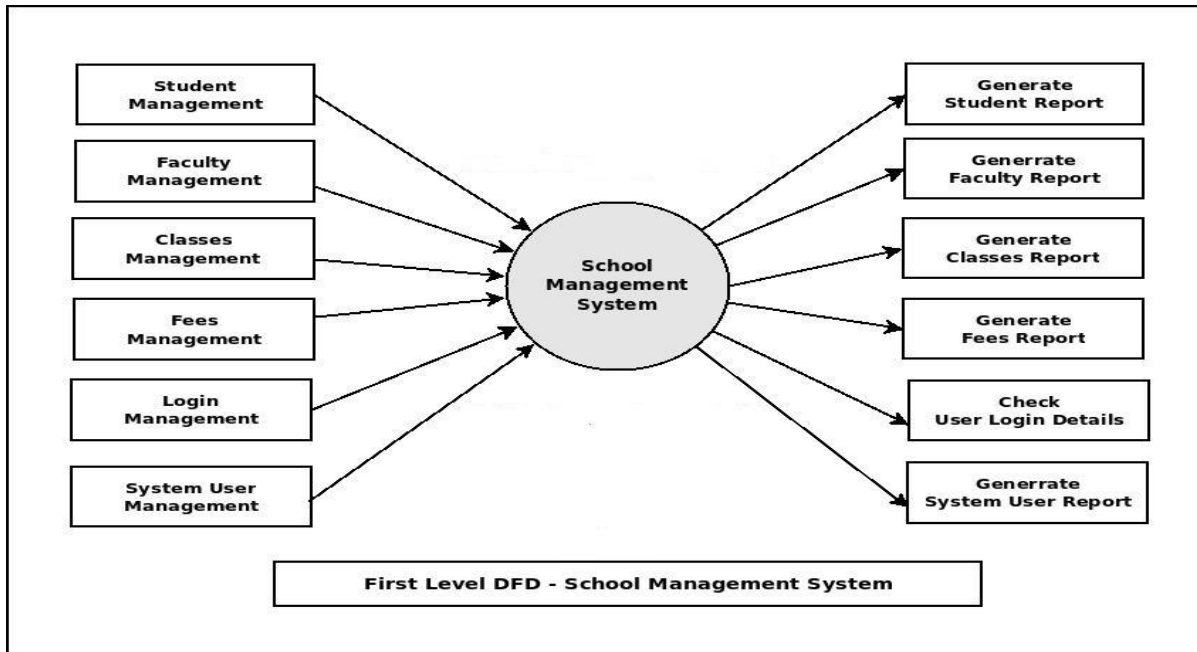 Student
Management
Faculty
Management
Classes
Management
Fees
Management
Login
Management
System User
Management
School
Management
System
Generate
Student Report
Generrate
Faculty Report
Generate
Classes Report
Generate
Fees Report
Check
User Login Details
Generrate
System User Report
First Level DFD - School Management System